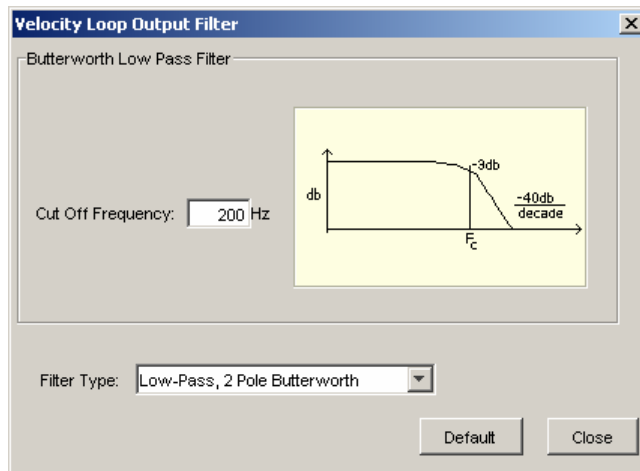 Velocity Loop Output Filter
Butterworth Low Pass Filter
Cut Off Frequency: 200 Hz
db
-3db
-40db
decade
Fc
Filter Type: Low-Pass, 2 Pole Butterworth
Default
Close